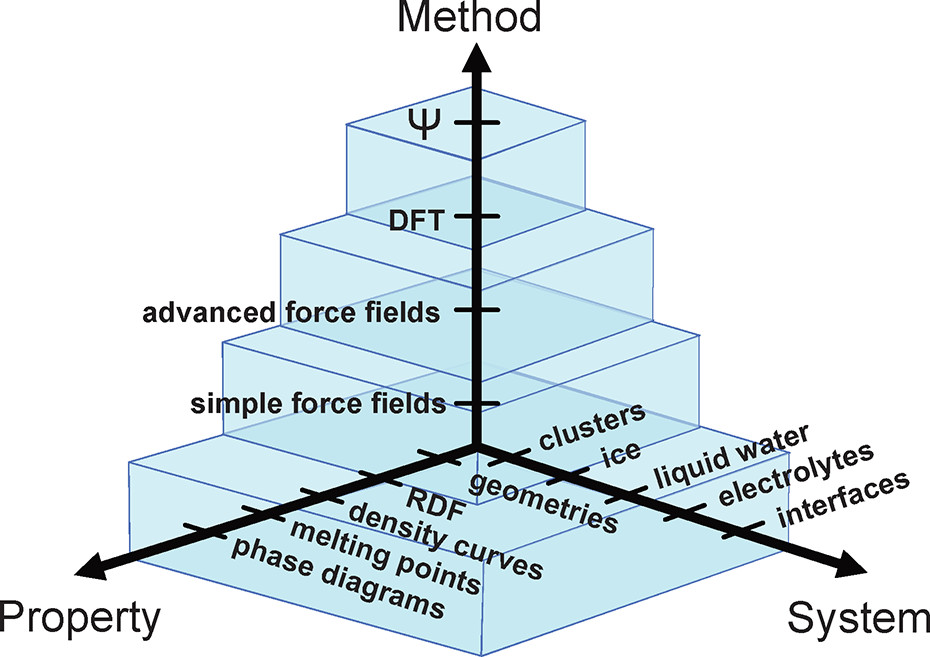 Method
Ψ
DFT
advanced force fields
simple force fields
clusters
ice
liquid water
electrolytes
interfaces
geometries
RDF
density curves
melting points
phase diagrams
Property
System